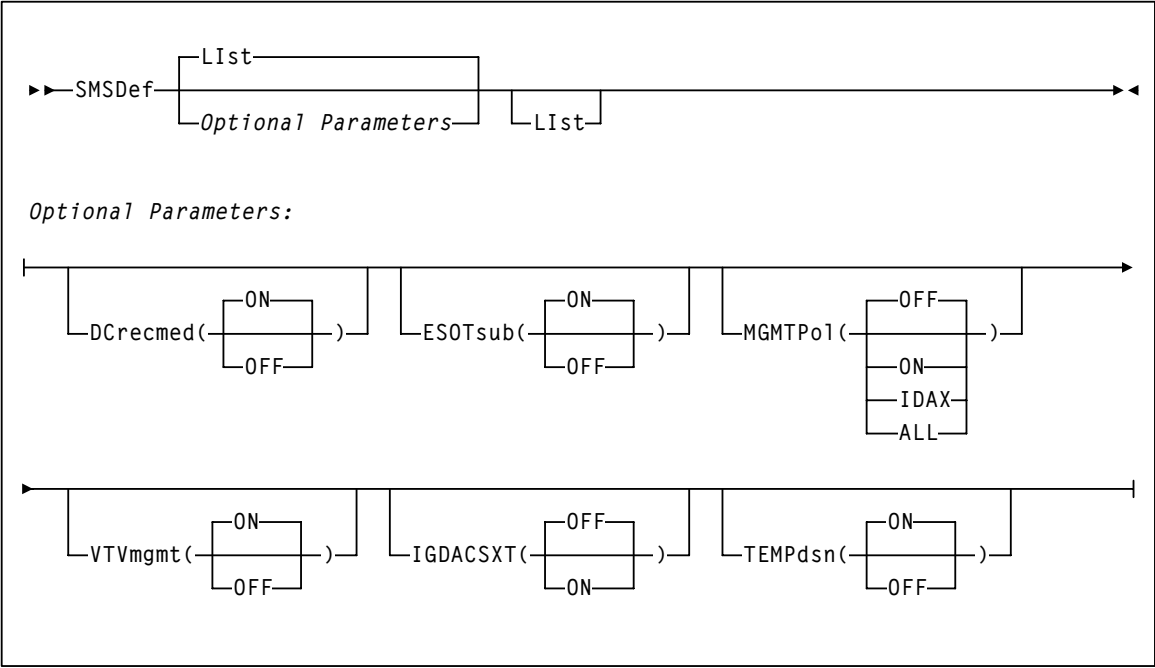 LIst
SMSDef
Optional Parameters
LIst
Optional Parameters:
ON
DCrecmed( )
OFF
ON
ESOTsub( )
OFF
OFF
MGMTPol( )
ON
IDAX
ALL
ON
VTVmgmt( )
OFF
OFF
IGDACSXT( )
ON
ON
TEMPdsn( )
OFF